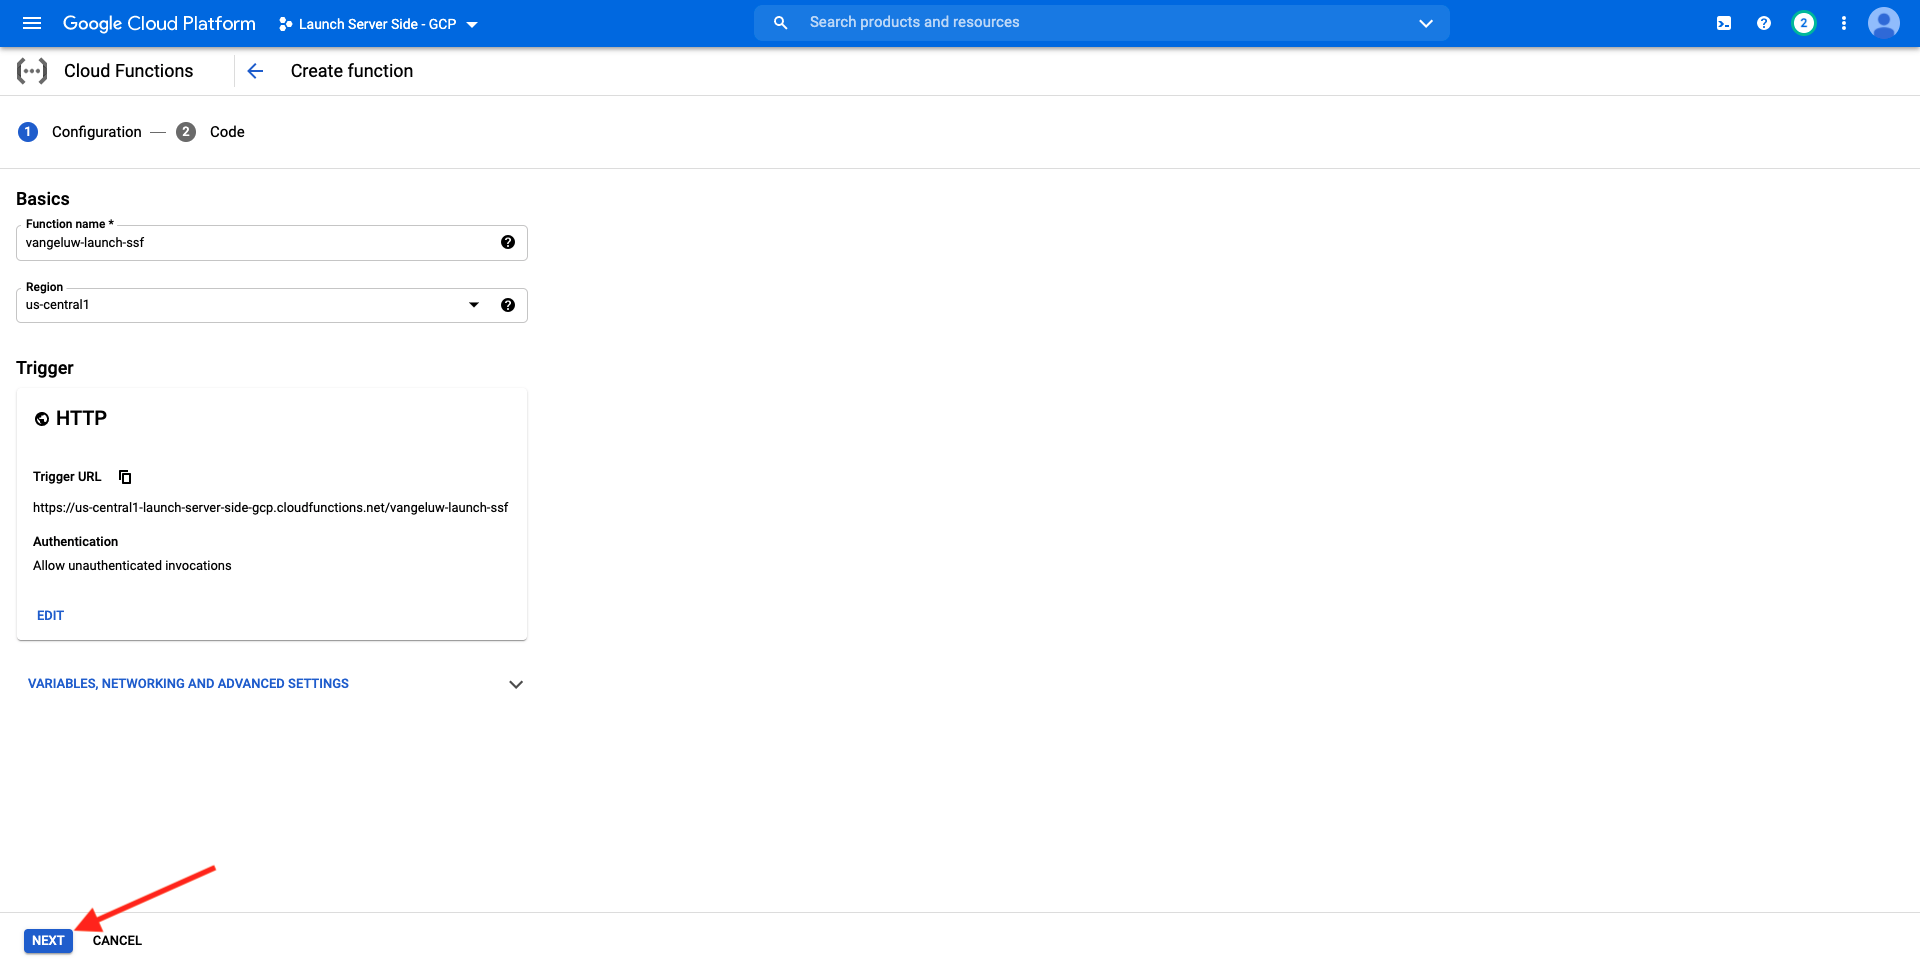 Google Cloud Platform
Launch Server Side - GCP
Search products and resources
2
Cloud Functions
Create function
1 Configuration — 2 Code
Basics
Function name *
vangeluw-launch-ssf
Region
us-central1
Trigger
HTTP
Trigger URL
https://us-central1-launch-server-side-gcp.cloudfunctions.net/vangeluw-launch-ssf
Authentication
Allow unauthenticated invocations
EDIT
VARIABLES, NETWORKING AND ADVANCED SETTINGS
NEXT
CANCEL